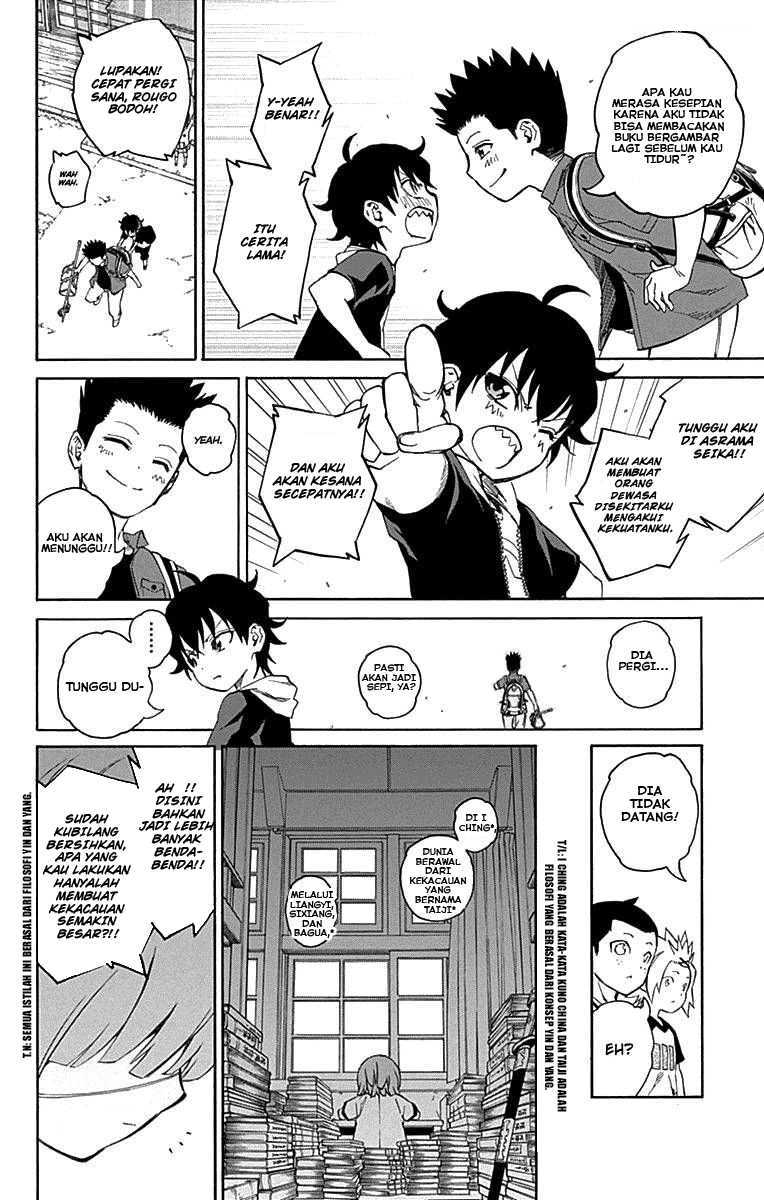 APA KAU
MERASA KESEPIAN
KARENA AKU TIDAK
BISA MEMBACAKAN
BUKU BERGAMBAR
LAGI SEBELUM KAU
TIDUR~?
Y-YEAH
BENAR!!
ITU
CERITA
LAMA!
LUPAKAN!
CEPAT PERGI
SANA, ROUGO
BODOH!
WAH
WAH.
TUNGGU AKU
DI ASRAMA
SEIKA!!
AKU AKAN
MEMBUAT
ORANG
DEWASA
DISEKITARKU
MENGAKUI
KEKUATANKU.
DAN AKU
AKAN KESANA
SECEPATNYA!!
YEAH.
AKU AKAN
MENUNGGU!!
DIA
PERGI...
PASTI
AKAN JADI
SEPI, YA?
......
TUNGGU DU-
DIA
TIDAK
DATANG!
EH?
T/L: I CHING ADALAH KATA-KATA KUNO CHINA DAN TAIJI ADALAH
FILOSOFI YANG BERASAL DARI KONSEP YIN DAN YANG.
DI I
CHING*,
DUNIA
BERAWAL
DARI
KEKACAUAN
YANG
BERNAMA
TAIJI*
MELALUI
LIANGYI,
SIXIANG,
DAN
BAGUA,*
AH !!
DISINI
BAHKAN
JADI LEBIH
BANYAK
BENDA-
BENDA!!
SUDAH
KUBILANG
BERSIHKAN,
APA YANG
KAU LAKUKAN
HANYALAH
MEMBUAT
KEKACAUAN
SEMAKIN
BESAR?!!
T.N: SEMUA ISTILAH INI BERASAL DARI FILOSOFI YIN DAN YANG.